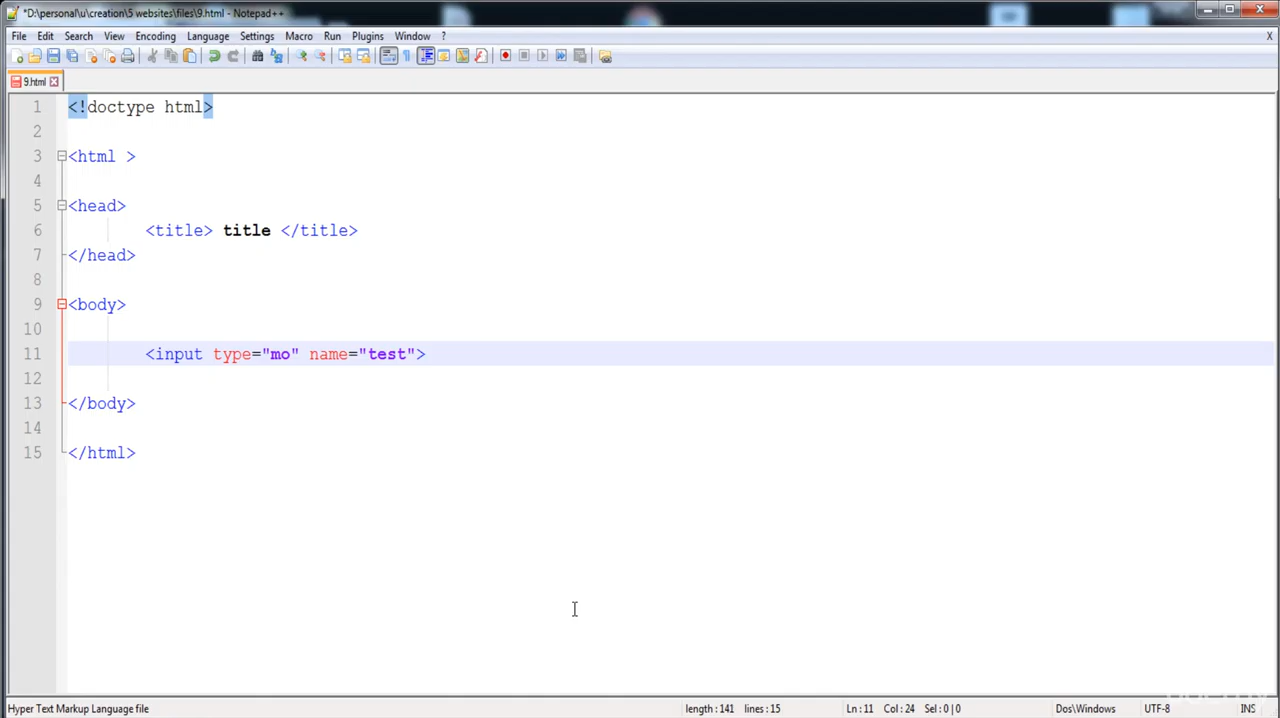 *D:\personal\u\creation\5 websites\files\9.html - Notepad++
File Edit Search View Encoding Language Settings Macro Run Plugins Window ? X
9.html
1 <!doctype html>
2
3 <html >
4
5 <head>
6 <title> title </title>
7 </head>
8
9 <body>
10
11 <input type="mo" name="test">
12
13 </body>
14
15 </html>
Hyper Text Markup Language file length : 141 lines : 15 Ln : 11 Col : 24 Sel : 0 | 0 Dos\Windows UTF-8 INS